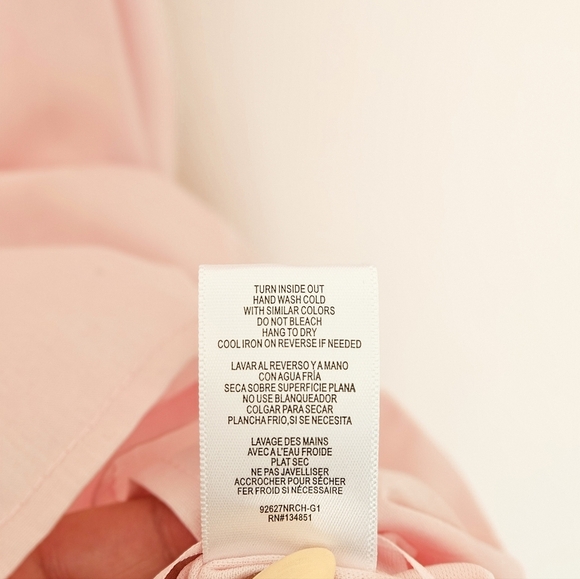 TURN INSIDE OUT
HAND WASH COLD
WITH SIMILAR COLORS
DO NOT BLEACH
HANG TO DRY
COOL IRON ON REVERSE IF NEEDED
LAVAR AL REVERSO Y A MANO
CON AGUA FRÍA
SECA SOBRE SUPERFICIE PLANA
NO USE BLANQUEADOR
COLGAR PARA SECAR
PLANCHA FRIO,SI SE NECESITA
LAVAGE DES MAINS
AVEC A L'EAU FROIDE
PLAT SEC
NE PAS JAVELLISER
ACCROCHER POUR SÉCHER
FER FROID SI NÉCESSAIRE
92627NRCH-G1
RN#134851